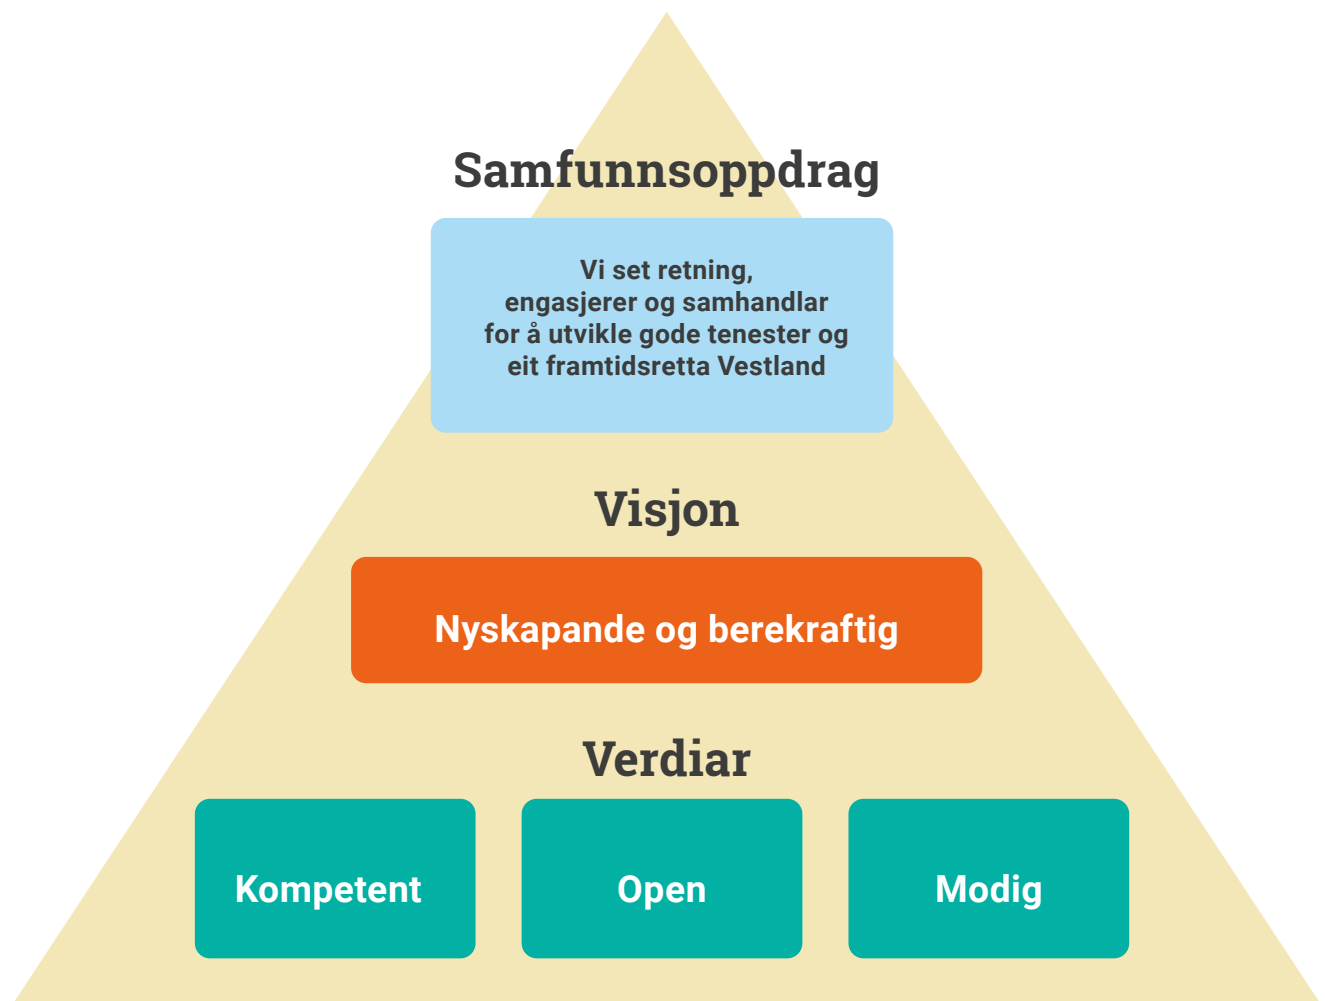 Samfunnsoppdrag
Vi set retning,
engasjerer og samhandlar
for å utvikle gode tenester og
eit framtidsretta Vestland
Visjon
Nyskapande og berekraftig
Verdiar
Kompetent
Open
Modig